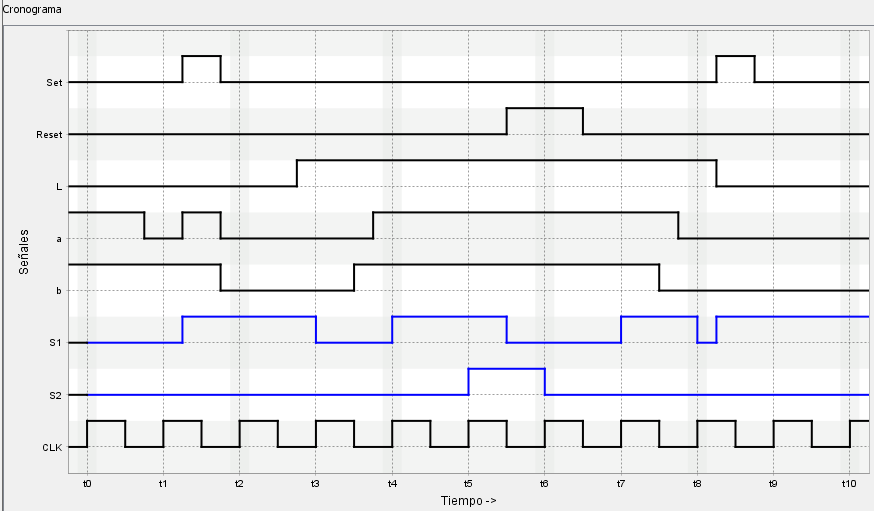 Cronograma
Señales
Set
Reset
L
a
b
S1
S2
CLK
t0 t1 t2 t3 t4 t5 t6 t7 t8 t9 t10
Tiempo ->